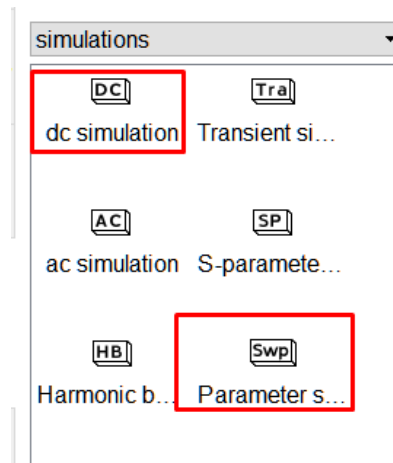 simulations
DC Tra
dc simulation Transient si...
AC SP
ac simulation S-paramete...
HB Swp
Harmonic b... Parameter s...